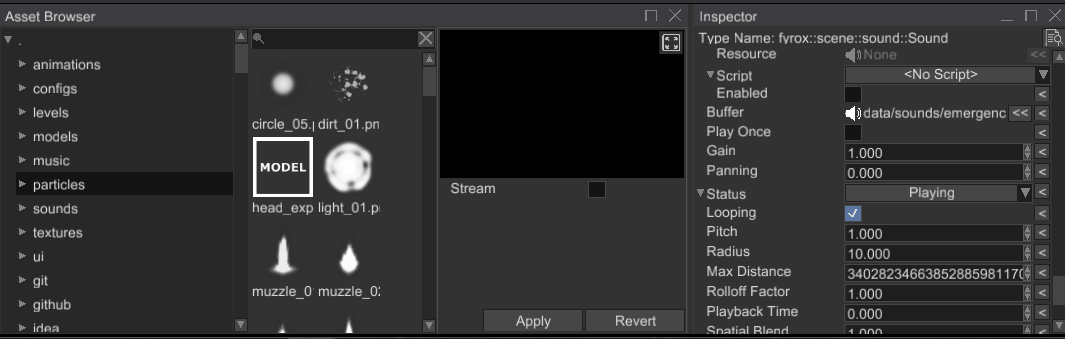 Asset Browser
.
animations
configs
levels
models
music
particles
sounds
textures
ui
git
github
idea
circle_05.p
dirt_01.pn
MODEL
head_exp
light_01.p
muzzle_0
muzzle_02
Stream
Apply
Revert
Inspector
Type Name: fyrox::scene::sound::Sound
Resource None <<
Script <No Script> <
Enabled <
Buffer data/sounds/emergenc << <
Play Once <
Gain 1.000 <
Panning 0.000 <
Status Playing <
Looping <
Pitch 1.000 <
Radius 10.000 <
Max Distance 34028234663852885981170 <
Rolloff Factor 1.000 <
Playback Time 0.000 <
Spatial Blend 1.000